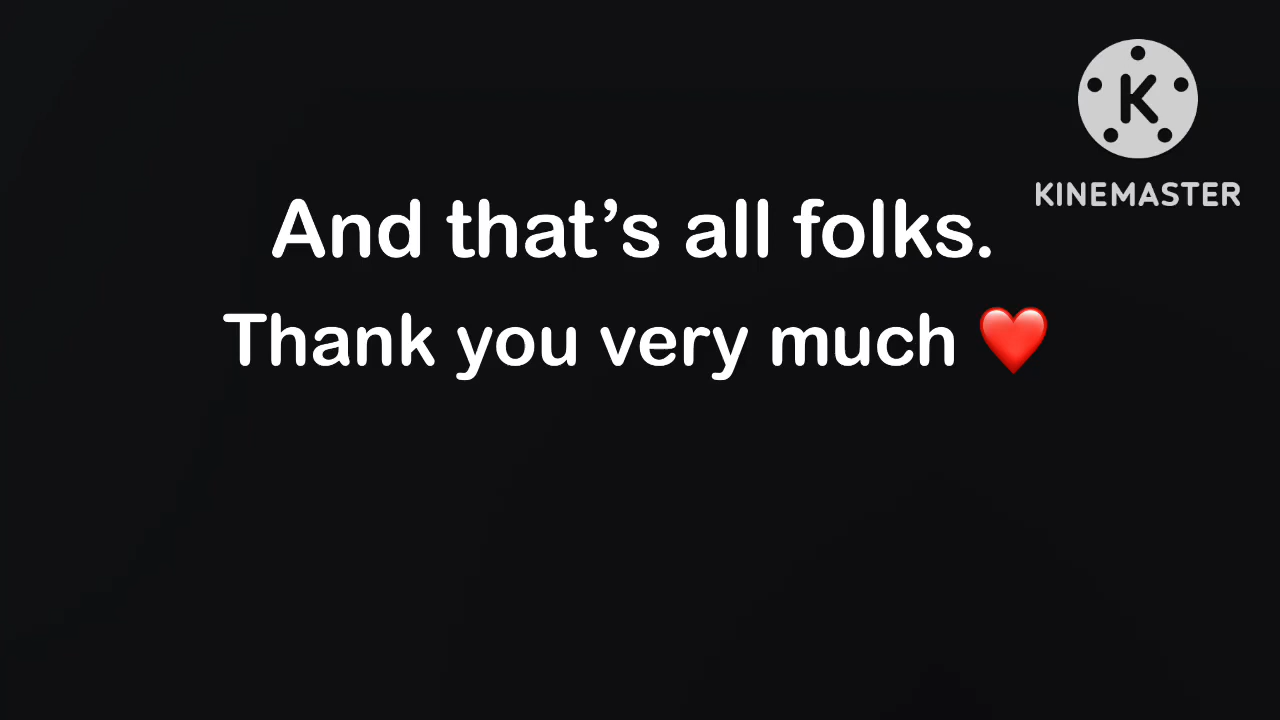 K
KINEMASTER
And that’s all folks.
Thank you very much ❤️